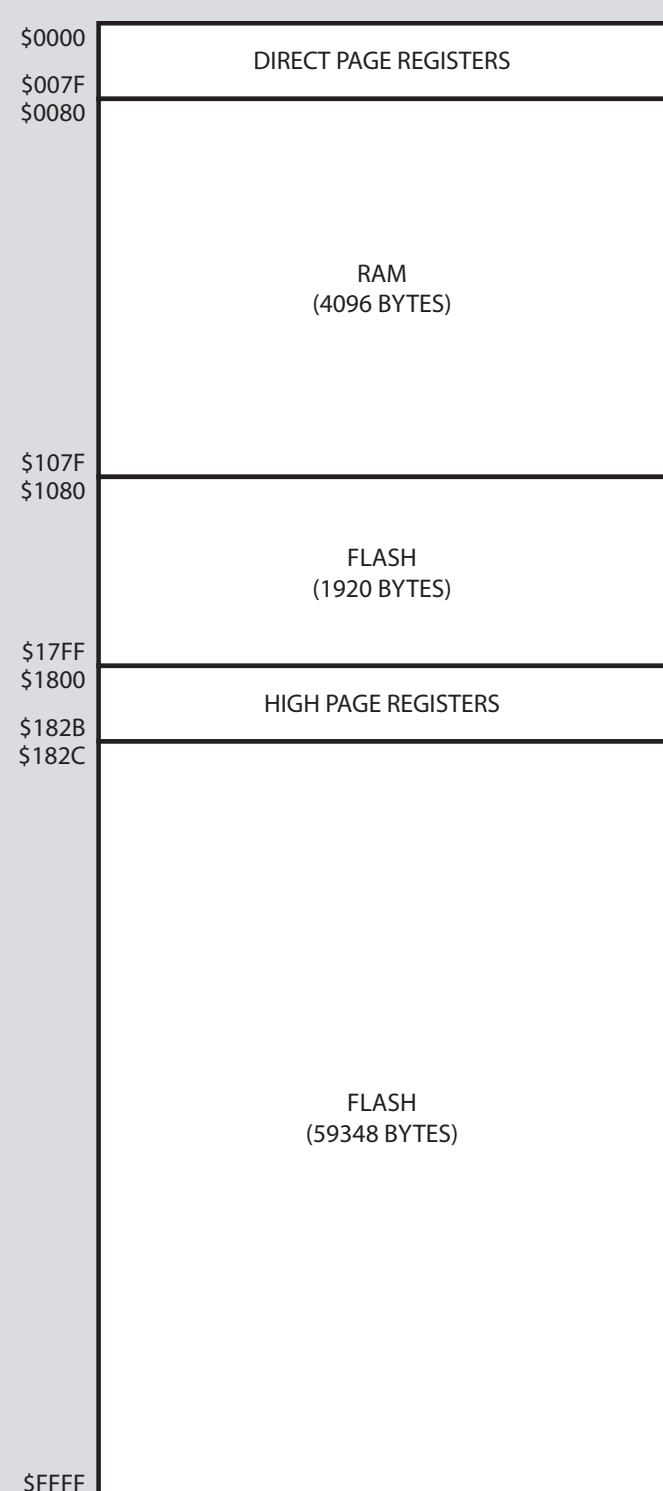 $0000
DIRECT PAGE REGISTERS
$007F
$0080
RAM
(4096 BYTES)
$107F
$1080
FLASH
(1920 BYTES)
$17FF
$1800
HIGH PAGE REGISTERS
$182B
$182C
FLASH
(59348 BYTES)
$FFFF